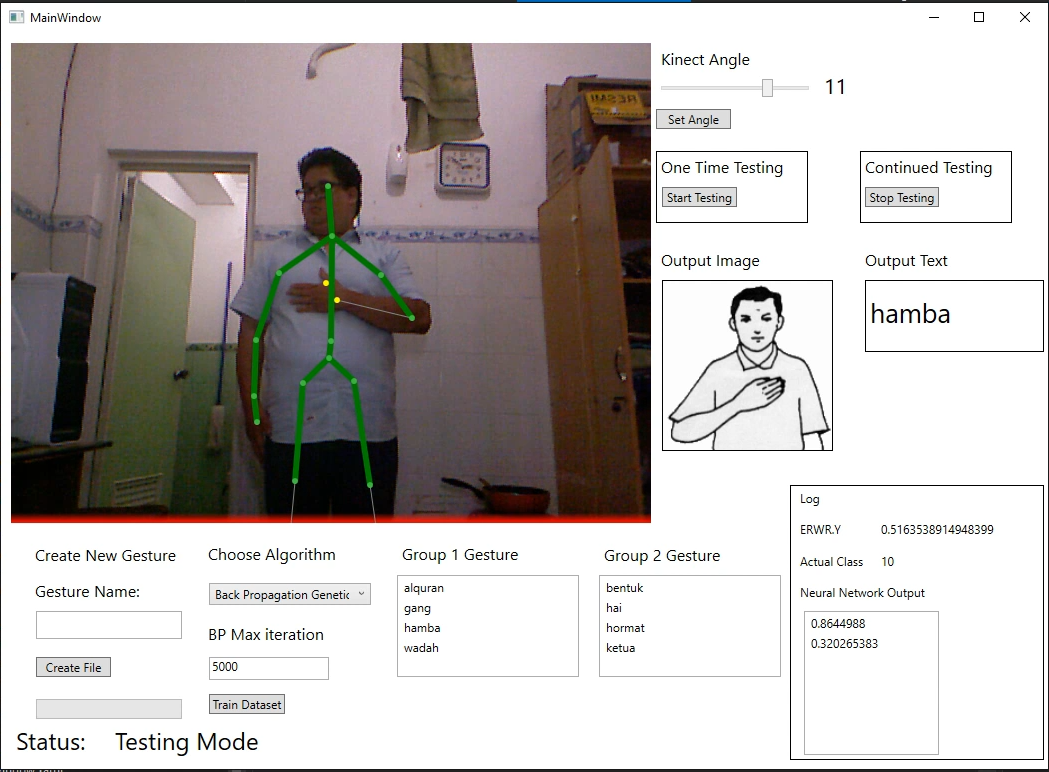 MainWindow
Kinect Angle
11
Set Angle
RESMI
One Time Testing
Start Testing
Continued Testing
Stop Testing
Output Image
Output Text
hamba
Create New Gesture
Gesture Name:
Create File
Choose Algorithm
Back Propagation Genetic
BP Max iteration
5000
Train Dataset
Group 1 Gesture
alquran
gang
hamba
wadah
Group 2 Gesture
bentuk
hai
hormat
ketua
Log
ERWR.Y 0.5163538914948399
Actual Class 10
Neural Network Output
0.8644988
0.320265383
Status: Testing Mode